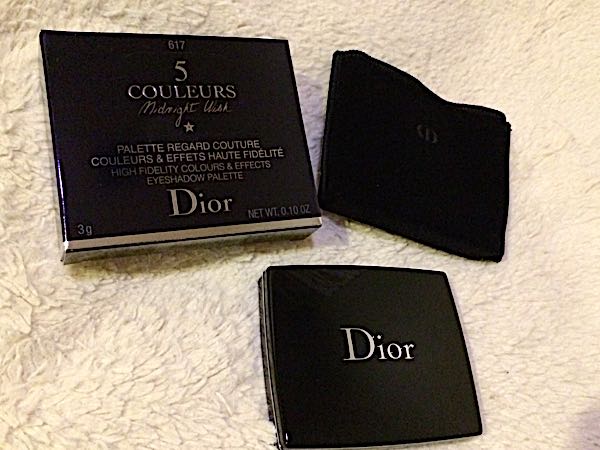 617
5
COULEURS
Midnight Wish
PALETTE REGARD COUTURE
COULEURS & EFFETS HAUTE FIDÉLITÉ
HIGH FIDELITY COLOURS & EFFECTS
EYESHADOW PALETTE
Dior
3g
NET WT. 0.10 OZ
CD
Dior